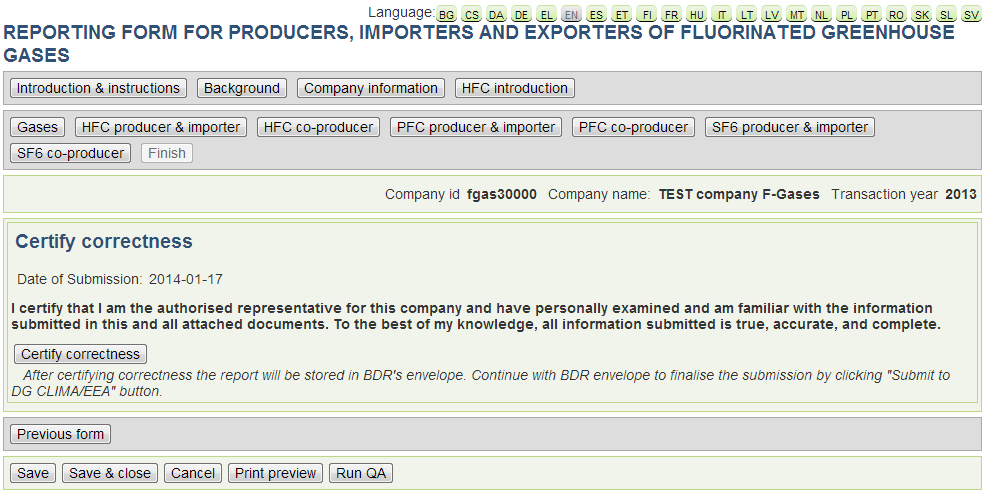 Language: BG CS DA DE EL EN ES ET FI FR HU IT LT LV MT NL PL PT RO SK SL SV
REPORTING FORM FOR PRODUCERS, IMPORTERS AND EXPORTERS OF FLUORINATED GREENHOUSE
GASES
Introduction & instructions Background Company information HFC introduction
Gases HFC producer & importer HFC co-producer PFC producer & importer PFC co-producer SF6 producer & importer
SF6 co-producer Finish
Company id fgas30000 Company name: TEST company F-Gases Transaction year 2013
Certify correctness
Date of Submission: 2014-01-17
I certify that I am the authorised representative for this company and have personally examined and am familiar with the information
submitted in this and all attached documents. To the best of my knowledge, all information submitted is true, accurate, and complete.
Certify correctness
After certifying correctness the report will be stored in BDR's envelope. Continue with BDR envelope to finalise the submission by clicking "Submit to
DG CLIMA/EEA" button.
Previous form
Save Save & close Cancel Print preview Run QA